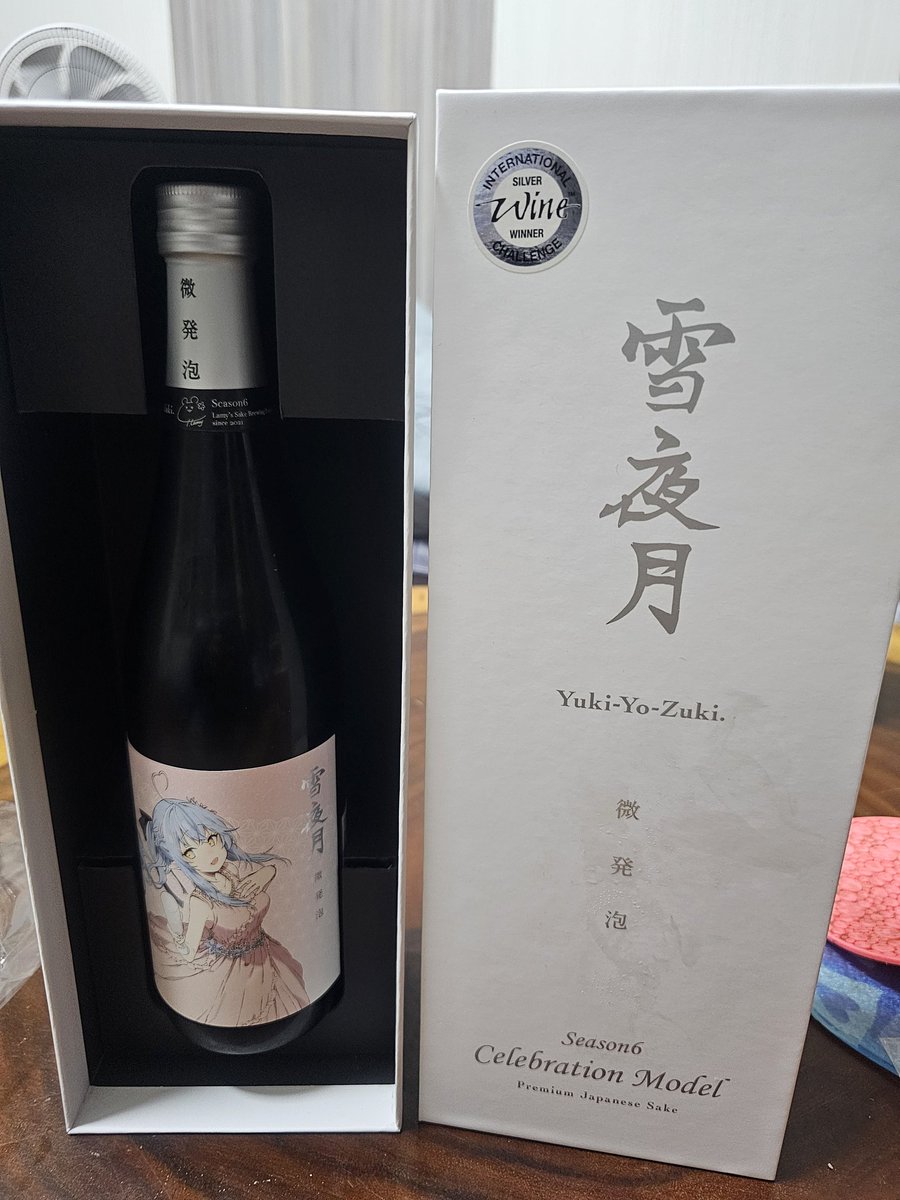 微発泡
Season6
Lamy's Sake Brewing
since 2021
雪夜月
微発泡
INTERNATIONAL
SILVER
Wine
WINNER
CHALLENGE
雪夜月
Yuki-Yo-Zuki.
微発泡
Season6
Celebration Model
Premium Japanese Sake